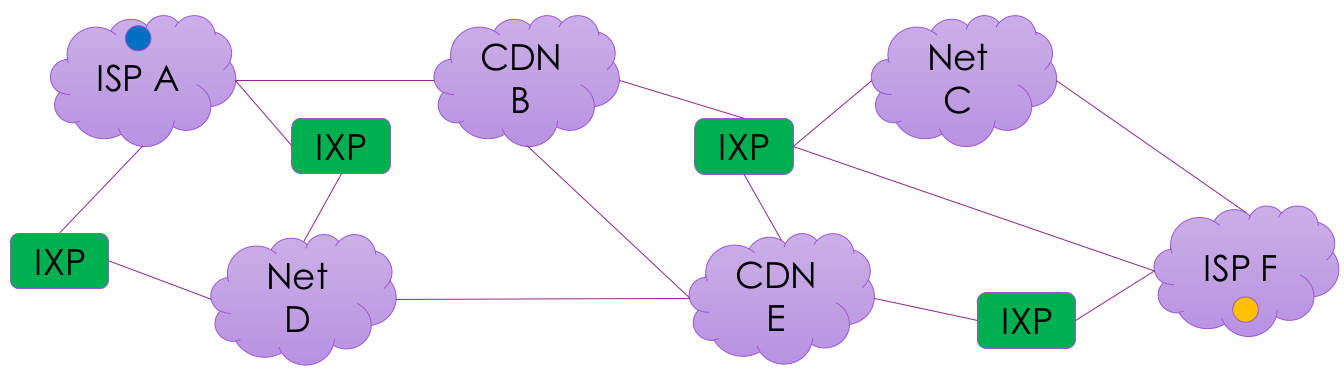 ISP A
CDN
B
Net
C
IXP
IXP
IXP
Net
D
CDN
E
ISP F
IXP